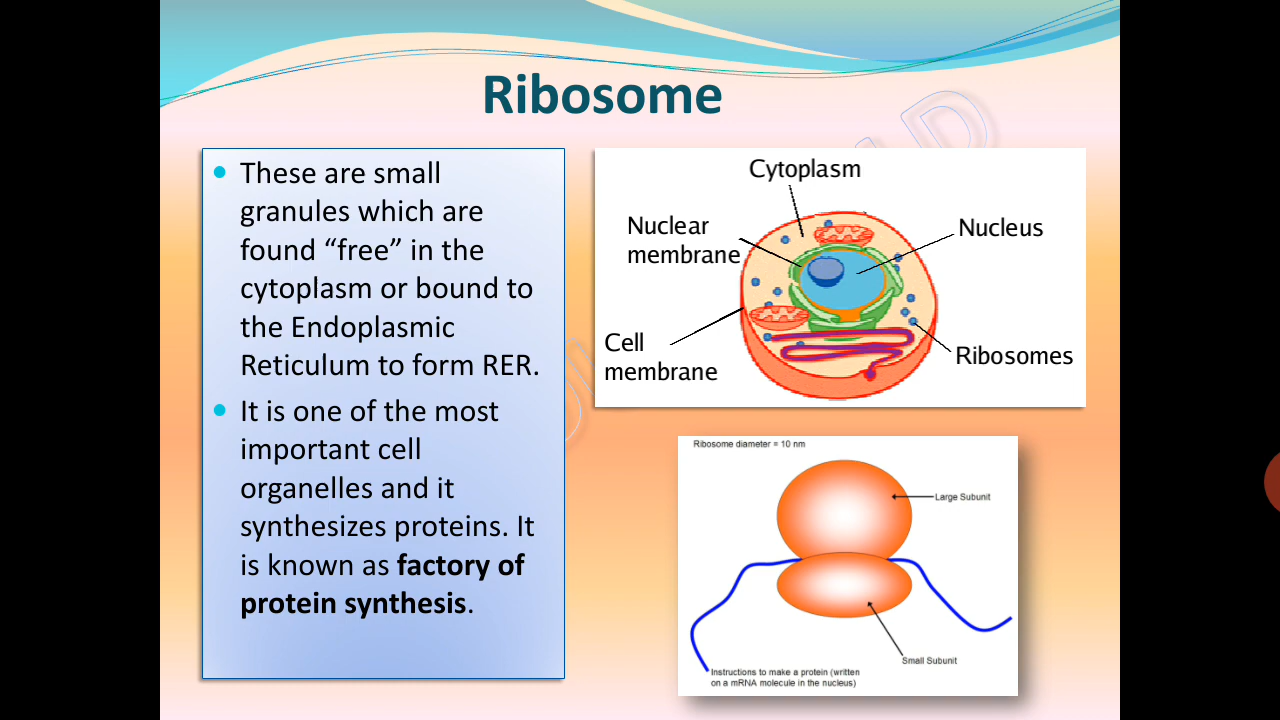 Ribosome
These are small
granules which are
found “free” in the
cytoplasm or bound to
the Endoplasmic
Reticulum to form RER.
It is one of the most
important cell
organelles and it
synthesizes proteins. It
is known as factory of
protein synthesis.
Cytoplasm
Nuclear
membrane
Nucleus
Cell
membrane
Ribosomes
Ribosome diameter = 10 nm
Large Subunit
Small Subunit
Instructions to make a protein (written
on a mRNA molecule in the nucleus)